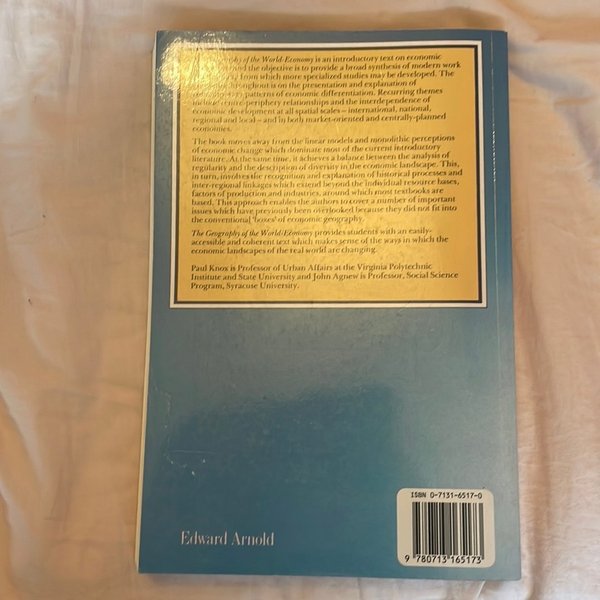 Geography of the World-Economy is an introductory text on economic
and the objective is to provide a broad synthesis of modern work
from which more specialized studies may be developed. The
throughout is on the presentation and explanation of
patterns of economic differentiation. Recurring themes
include centre-periphery relationships and the interdependence of
economic development at all spatial scales – international, national,
regional and local – and in both market-oriented and centrally-planned
economies.
The book moves away from the linear models and monolithic perceptions
of economic change which dominate most of the current introductory
literature. At the same time, it achieves a balance between the analysis of
regularity and the description of diversity in the economic landscape. This,
in turn, involves the recognition and explanation of historical processes and
inter-regional linkages which extend beyond the individual resource bases,
factors of production and industries, around which most textbooks are
based. This approach enables the authors to cover a number of important
issues which have previously been overlooked because they did not fit into
the conventional 'boxes' of economic geography.
The Geography of the World-Economy provides students with an easily-
accessible and coherent text which makes sense of the ways in which the
economic landscapes of the real world are changing.
Paul Knox is Professor of Urban Affairs at the Virginia Polytechnic
Institute and State University and John Agnew is Professor, Social Science
Program, Syracuse University.
ISBN 0-7131-6517-0
Edward Arnold
9 780713 165173